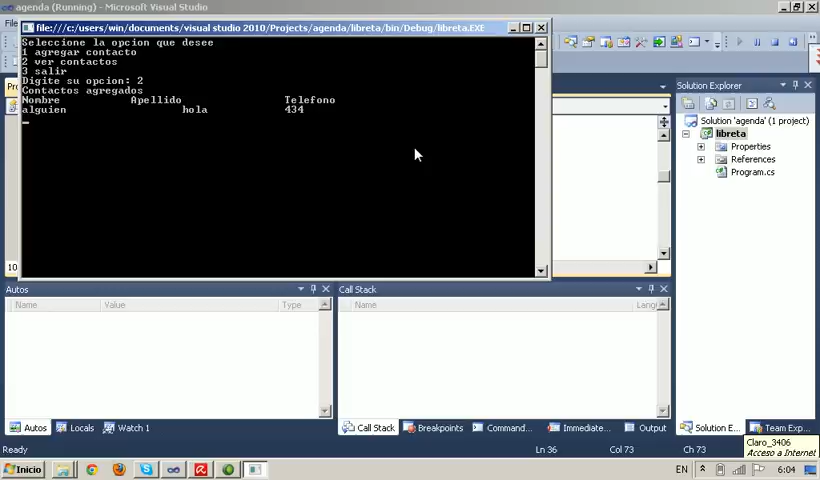 agenda (Running) - Microsoft Visual Studio
file:///c:/users/win/documents/visual studio 2010/Projects/agenda/libreta/bin/Debug/libreta.EXE
Seleccione la opcion que desee
1 agregar contacto
2 ver contactos
3 salir
Digite su opcion: 2
Contactos agregados
Nombre Apellido Telefono
alguien hola 434
Solution Explorer
Solution 'agenda' (1 project)
libreta
Properties
References
Program.cs
10
Autos
Name Value Type
Call Stack
Name Lang
Autos Locals Watch 1
Call Stack Breakpoints Command... Immediate... Output
Solution E... Team Exp...
Ready Ln 36 Col 73 Ch 73
Claro_3406
Acceso a Internet
Inicio EN 6:04